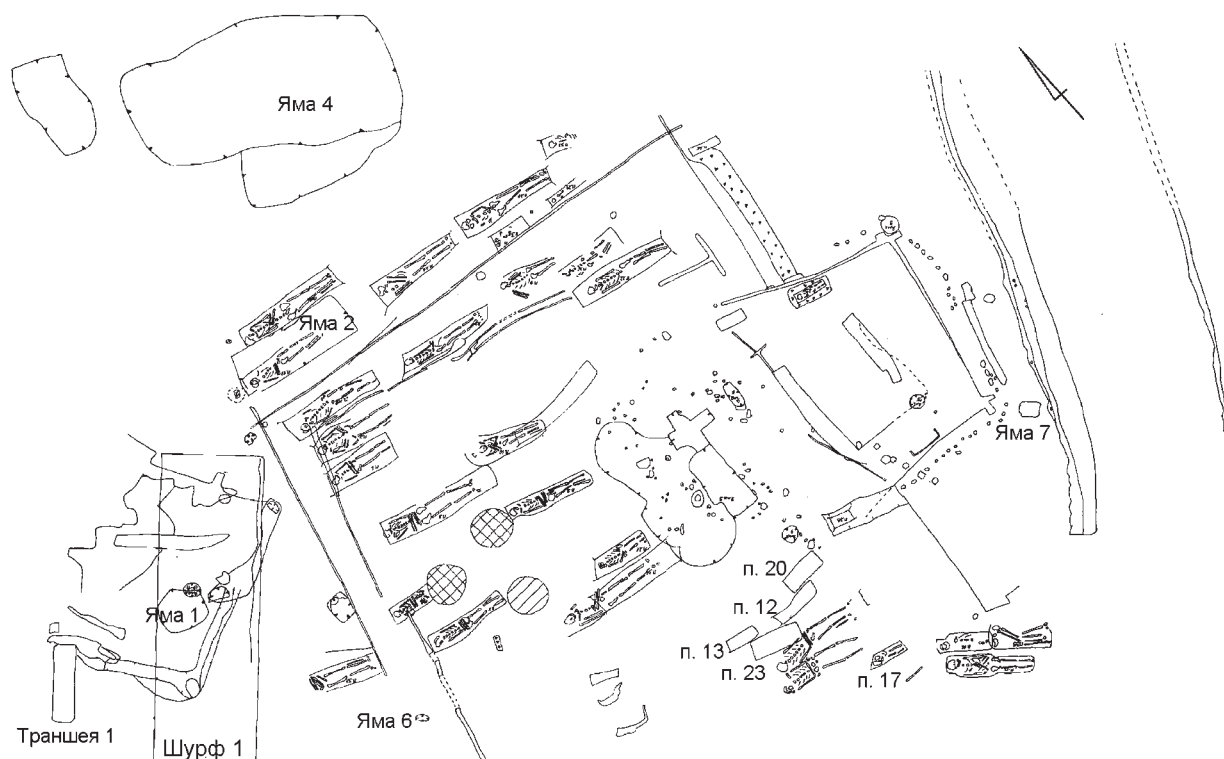 Яма 4
Яма 2
Яма 7
Яма 1
п. 20
п. 12
п. 13
п. 23
п. 17
Яма 6
Траншея 1
Шурф 1